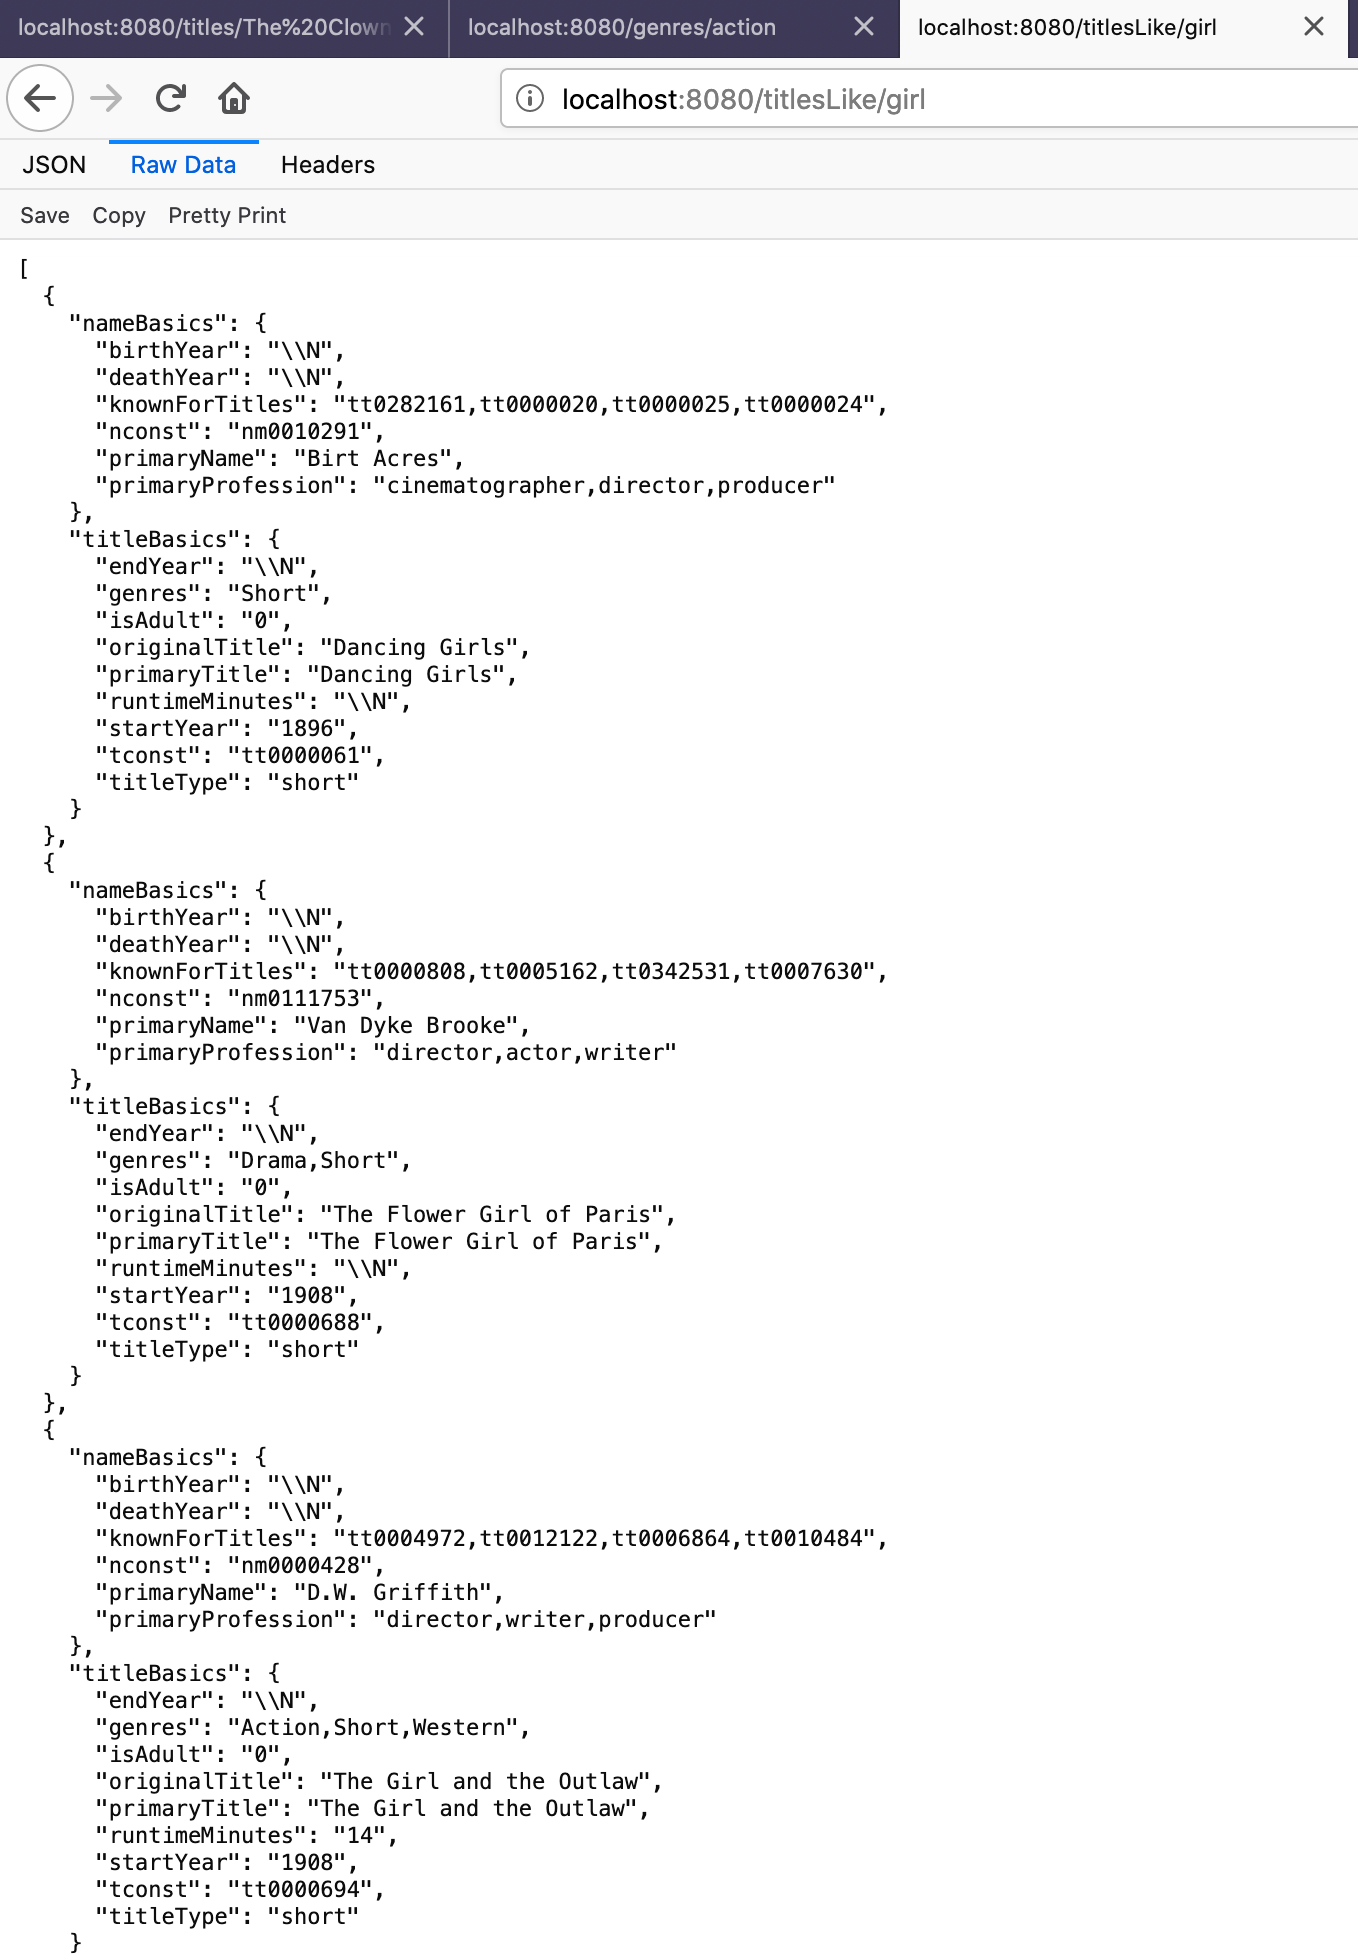 localhost:8080/titles/The%20Clown
localhost:8080/genres/action
localhost:8080/titlesLike/girl
localhost:8080/titlesLike/girl
JSON Raw Data Headers
Save Copy Pretty Print
[
  {
    "nameBasics": {
      "birthYear": "\\N",
      "deathYear": "\\N",
      "knownForTitles": "tt0282161,tt0000020,tt0000025,tt0000024",
      "nconst": "nm0010291",
      "primaryName": "Birt Acres",
      "primaryProfession": "cinematographer,director,producer"
    },
    "titleBasics": {
      "endYear": "\\N",
      "genres": "Short",
      "isAdult": "0",
      "originalTitle": "Dancing Girls",
      "primaryTitle": "Dancing Girls",
      "runtimeMinutes": "\\N",
      "startYear": "1896",
      "tconst": "tt0000061",
      "titleType": "short"
    }
  },
  {
    "nameBasics": {
      "birthYear": "\\N",
      "deathYear": "\\N",
      "knownForTitles": "tt0000808,tt0005162,tt0342531,tt0007630",
      "nconst": "nm0111753",
      "primaryName": "Van Dyke Brooke",
      "primaryProfession": "director,actor,writer"
    },
    "titleBasics": {
      "endYear": "\\N",
      "genres": "Drama,Short",
      "isAdult": "0",
      "originalTitle": "The Flower Girl of Paris",
      "primaryTitle": "The Flower Girl of Paris",
      "runtimeMinutes": "\\N",
      "startYear": "1908",
      "tconst": "tt0000688",
      "titleType": "short"
    }
  },
  {
    "nameBasics": {
      "birthYear": "\\N",
      "deathYear": "\\N",
      "knownForTitles": "tt0004972,tt0012122,tt0006864,tt0010484",
      "nconst": "nm0000428",
      "primaryName": "D.W. Griffith",
      "primaryProfession": "director,writer,producer"
    },
    "titleBasics": {
      "endYear": "\\N",
      "genres": "Action,Short,Western",
      "isAdult": "0",
      "originalTitle": "The Girl and the Outlaw",
      "primaryTitle": "The Girl and the Outlaw",
      "runtimeMinutes": "14",
      "startYear": "1908",
      "tconst": "tt0000694",
      "titleType": "short"
    }